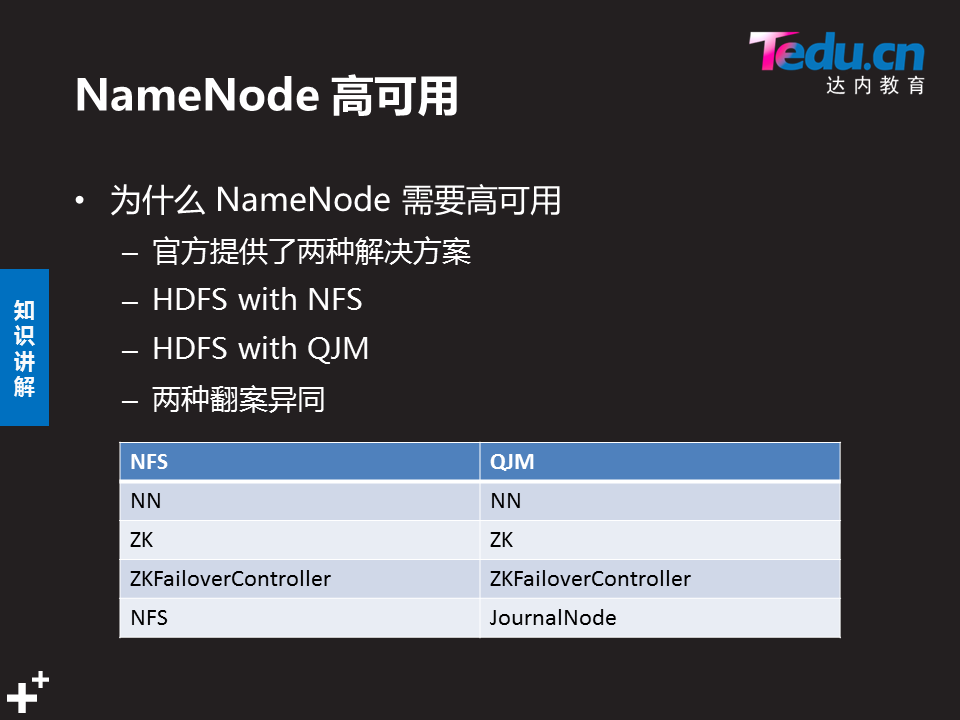 Tedu.cn
达内教育
NameNode 高可用
• 为什么 NameNode 需要高可用
– 官方提供了两种解决方案
– HDFS with NFS
– HDFS with QJM
– 两种翻案异同
知识讲解
NFS QJM
NN NN
ZK ZK
ZKFailoverController ZKFailoverController
NFS JournalNode